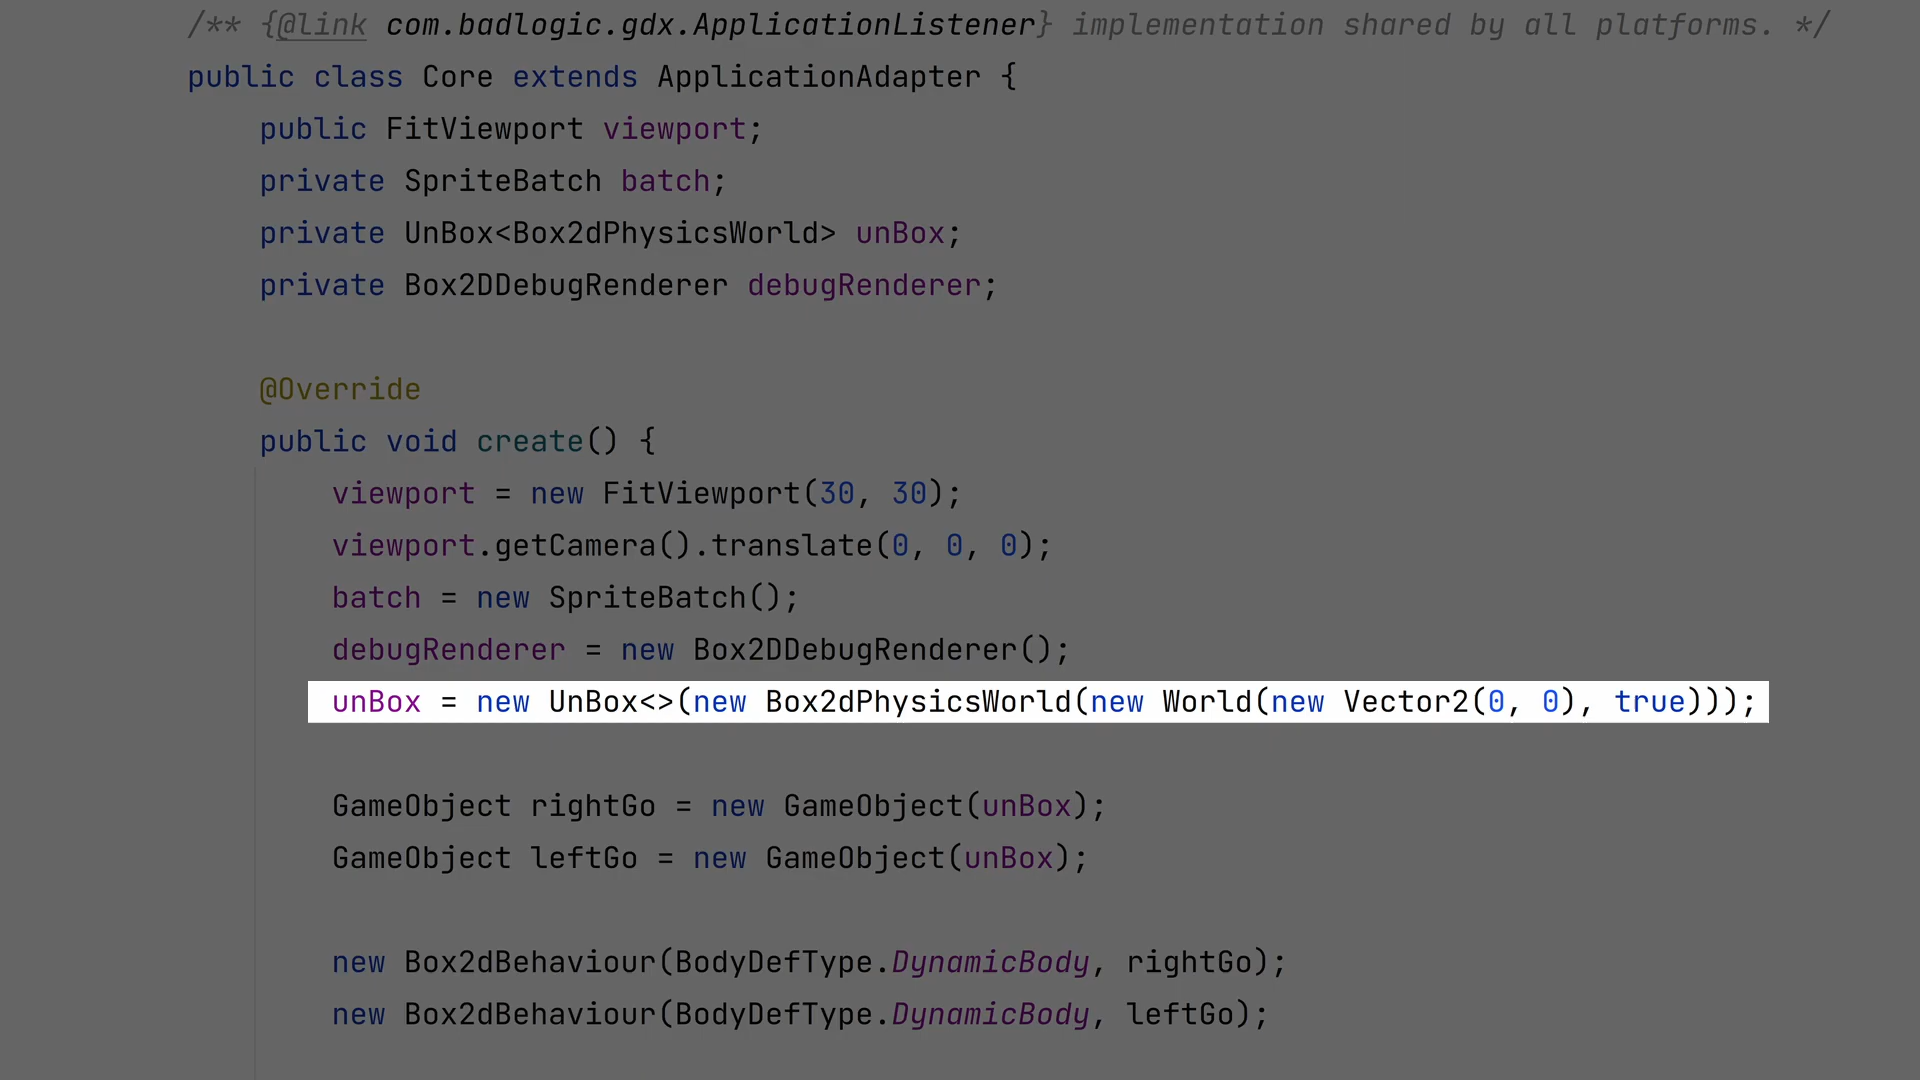 /** {@link com.badlogic.gdx.ApplicationListener} implementation shared by all platforms. */
public class Core extends ApplicationAdapter {
public FitViewport viewport;
private SpriteBatch batch;
private UnBox<Box2dPhysicsWorld> unBox;
private Box2DDebugRenderer debugRenderer;
@Override
public void create() {
viewport = new FitViewport(30, 30);
viewport.getCamera().translate(0, 0, 0);
batch = new SpriteBatch();
debugRenderer = new Box2DDebugRenderer();
unBox = new UnBox<>(new Box2dPhysicsWorld(new World(new Vector2(0, 0), true)));
GameObject rightGo = new GameObject(unBox);
GameObject leftGo = new GameObject(unBox);
new Box2dBehaviour(BodyDefType.DynamicBody, rightGo);
new Box2dBehaviour(BodyDefType.DynamicBody, leftGo);